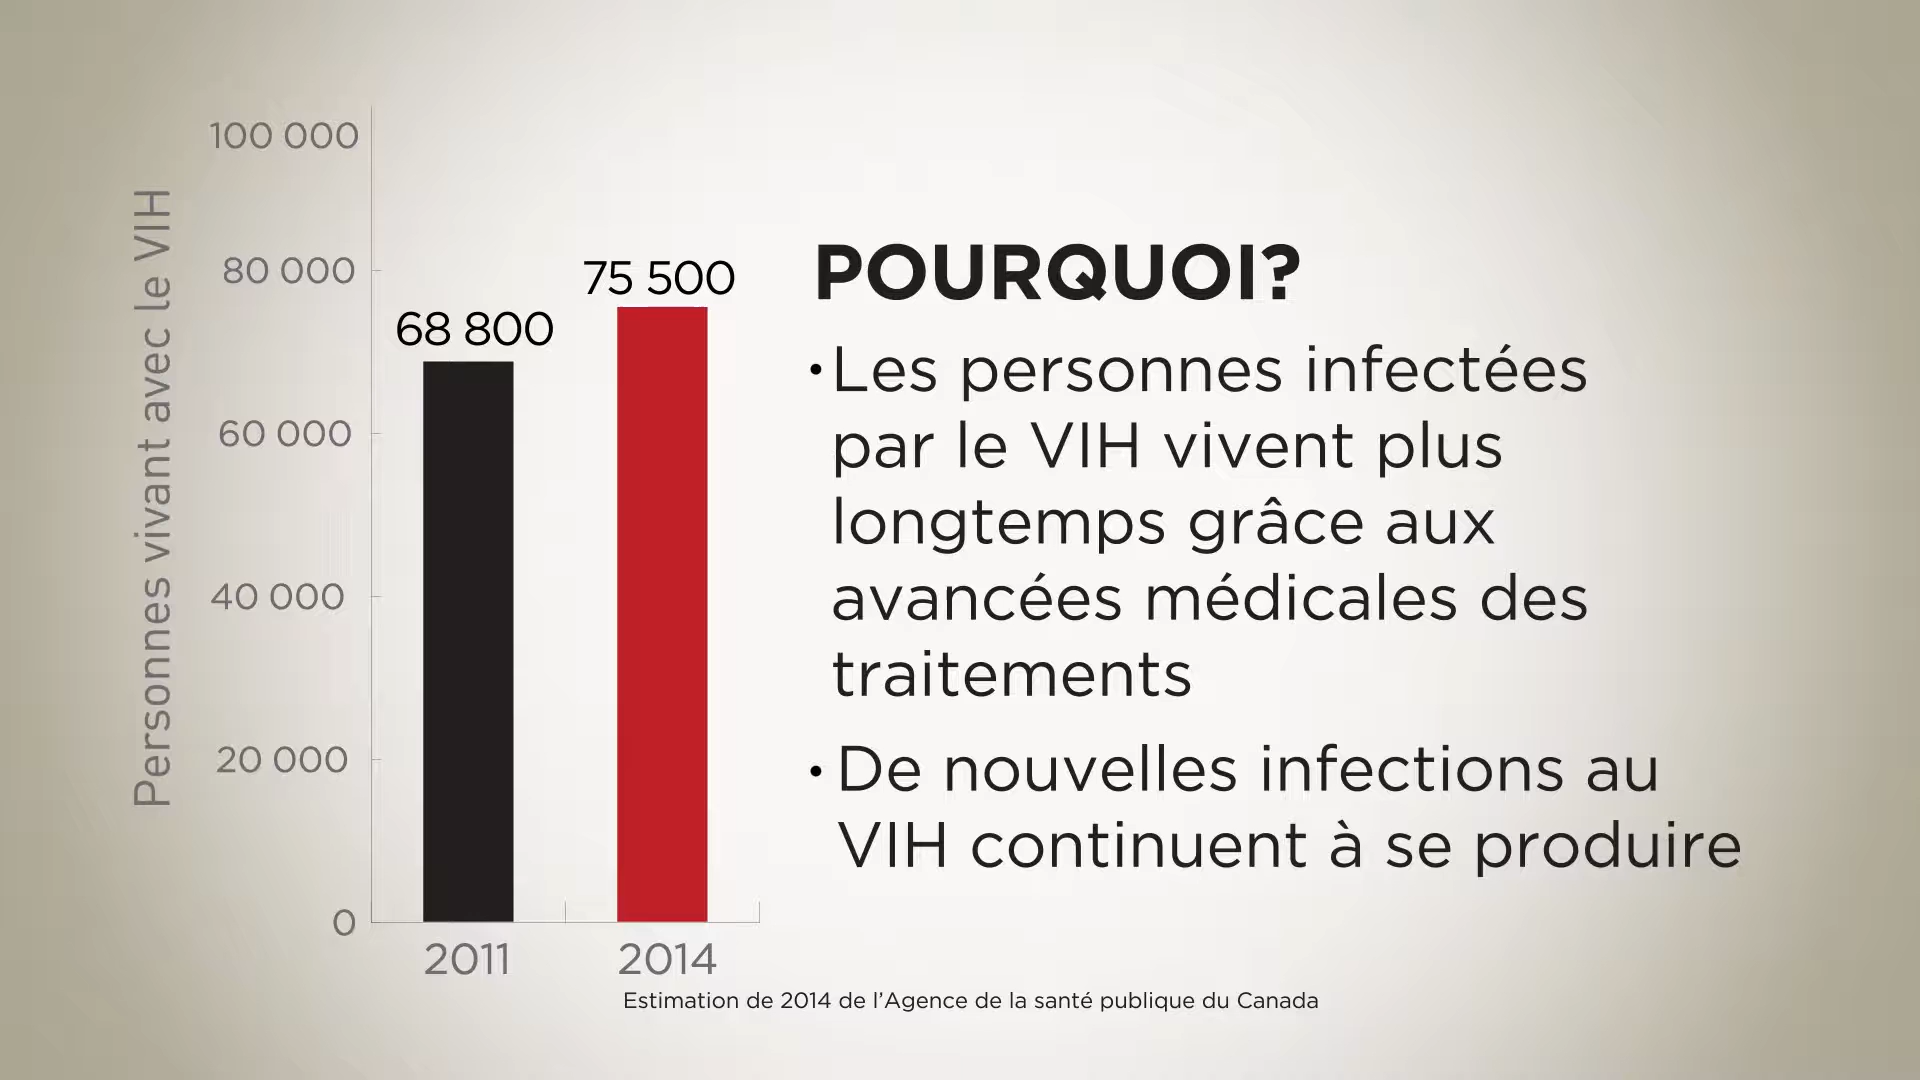 Personnes vivant avec le VIH
100 000
80 000
60 000
40 000
20 000
0
68 800
75 500
2011
2014
POURQUOI?
·Les personnes infectées
par le VIH vivent plus
longtemps grâce aux
avancées médicales des
traitements
·De nouvelles infections au
VIH continuent à se produire
Estimation de 2014 de l’Agence de la santé publique du Canada